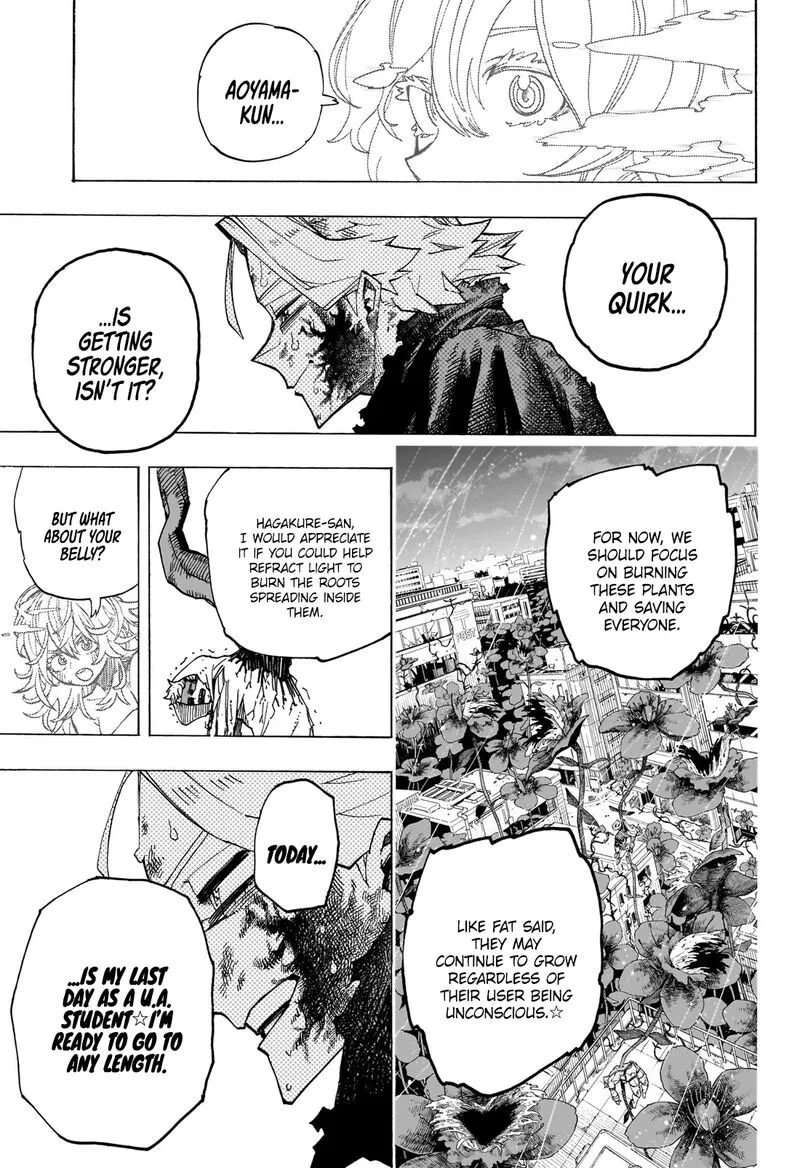 AOYAMA-
KUN...
YOUR
QUIRK...
...IS
GETTING
STRONGER,
ISN'T IT?
FOR NOW, WE
SHOULD FOCUS
ON BURNING
THESE PLANTS
AND SAVING
EVERYONE.
LIKE FAT SAID,
THEY MAY
CONTINUE TO GROW
REGARDLESS OF
THEIR USER BEING
UNCONSCIOUS.☆
HAGAKURE-SAN,
I WOULD APPRECIATE
IT IF YOU COULD HELP
REFRACT LIGHT TO
BURN THE ROOTS
SPREADING INSIDE
THEM.
BUT WHAT
ABOUT YOUR
BELLY?
TODAY...
...IS MY LAST
DAY AS A U.A.
STUDENT☆I'M
READY TO GO TO
ANY LENGTH.